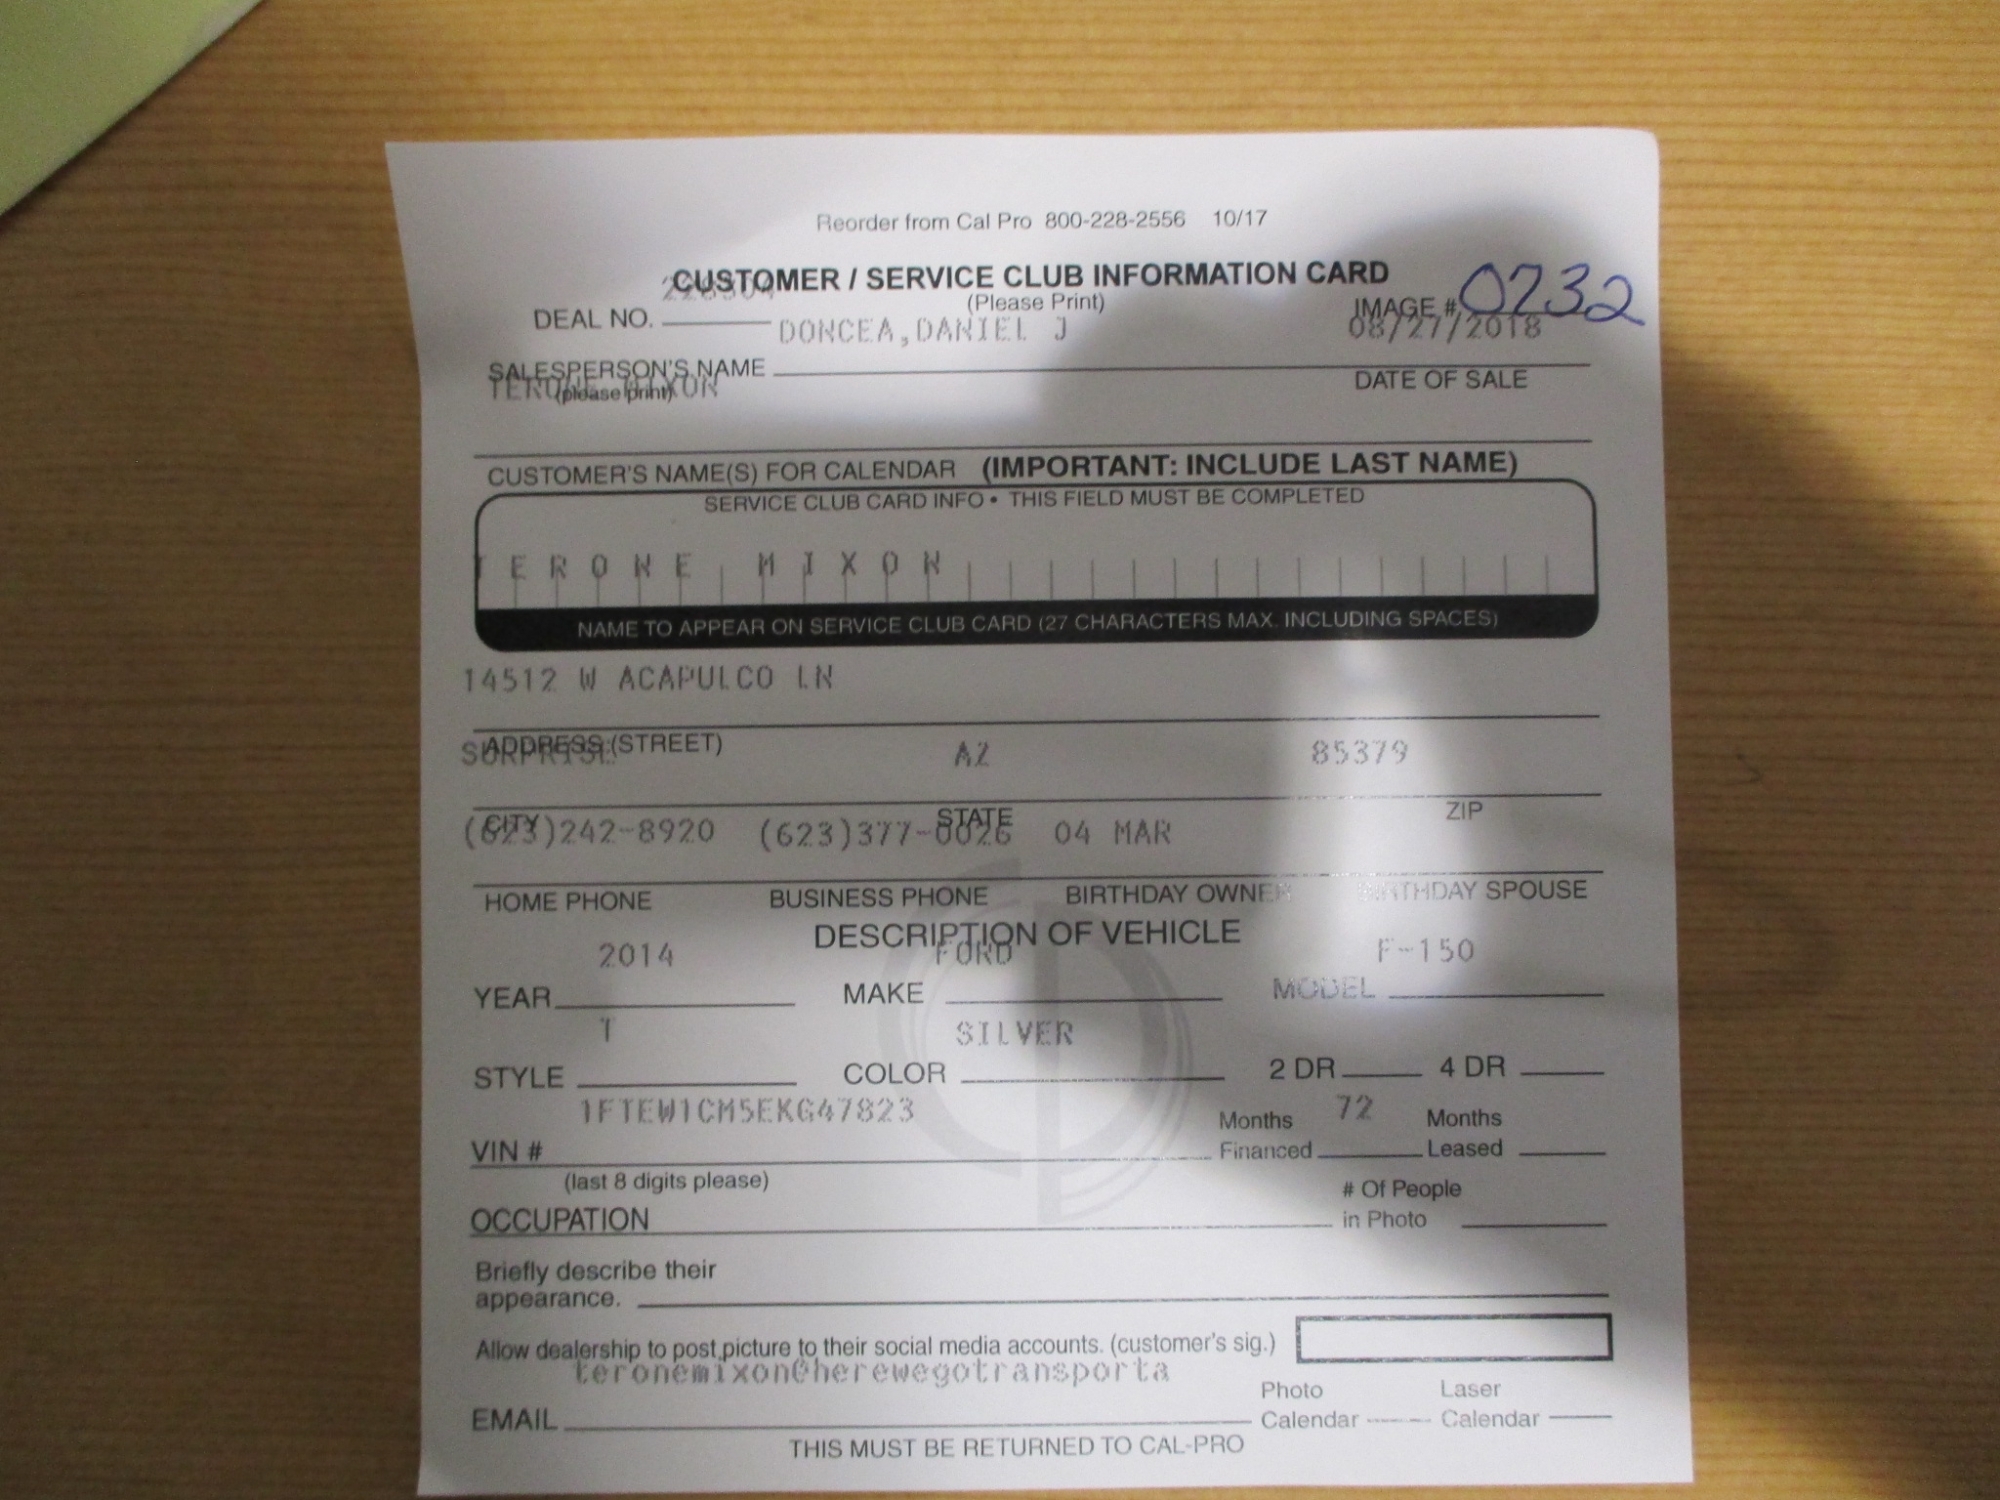 Reorder from Cal Pro 800-228-2556 10/17
CUSTOMER / SERVICE CLUB INFORMATION CARD
(Please Print)
DEAL NO. IMAGE # 0732
DONCEA,DANIEL J 08/27/2018
SALESPERSON'S NAME DATE OF SALE
(please print)
TERONE MIXON
CUSTOMER'S NAME(S) FOR CALENDAR (IMPORTANT: INCLUDE LAST NAME)
SERVICE CLUB CARD INFO • THIS FIELD MUST BE COMPLETED
TERONE MIXON
NAME TO APPEAR ON SERVICE CLUB CARD (27 CHARACTERS MAX. INCLUDING SPACES)
14512 W ACAPULCO LN
ADDRESS (STREET)
SURPRISE AZ 85379
CITY STATE ZIP
(623)242-8920 (623)377-0026 04 MAR
HOME PHONE BUSINESS PHONE BIRTHDAY OWNER BIRTHDAY SPOUSE
DESCRIPTION OF VEHICLE
2014 FORD F-150
YEAR MAKE MODEL
T SILVER
STYLE COLOR 2 DR 4 DR
1FTEW1CM5EKG47823 Months 72 Months
VIN # Financed Leased
(last 8 digits please) # Of People
OCCUPATION in Photo
Briefly describe their
appearance.
Allow dealership to post picture to their social media accounts. (customer's sig.)
teronemixon@herewegotransporta
Photo Laser
EMAIL Calendar Calendar
THIS MUST BE RETURNED TO CAL-PRO